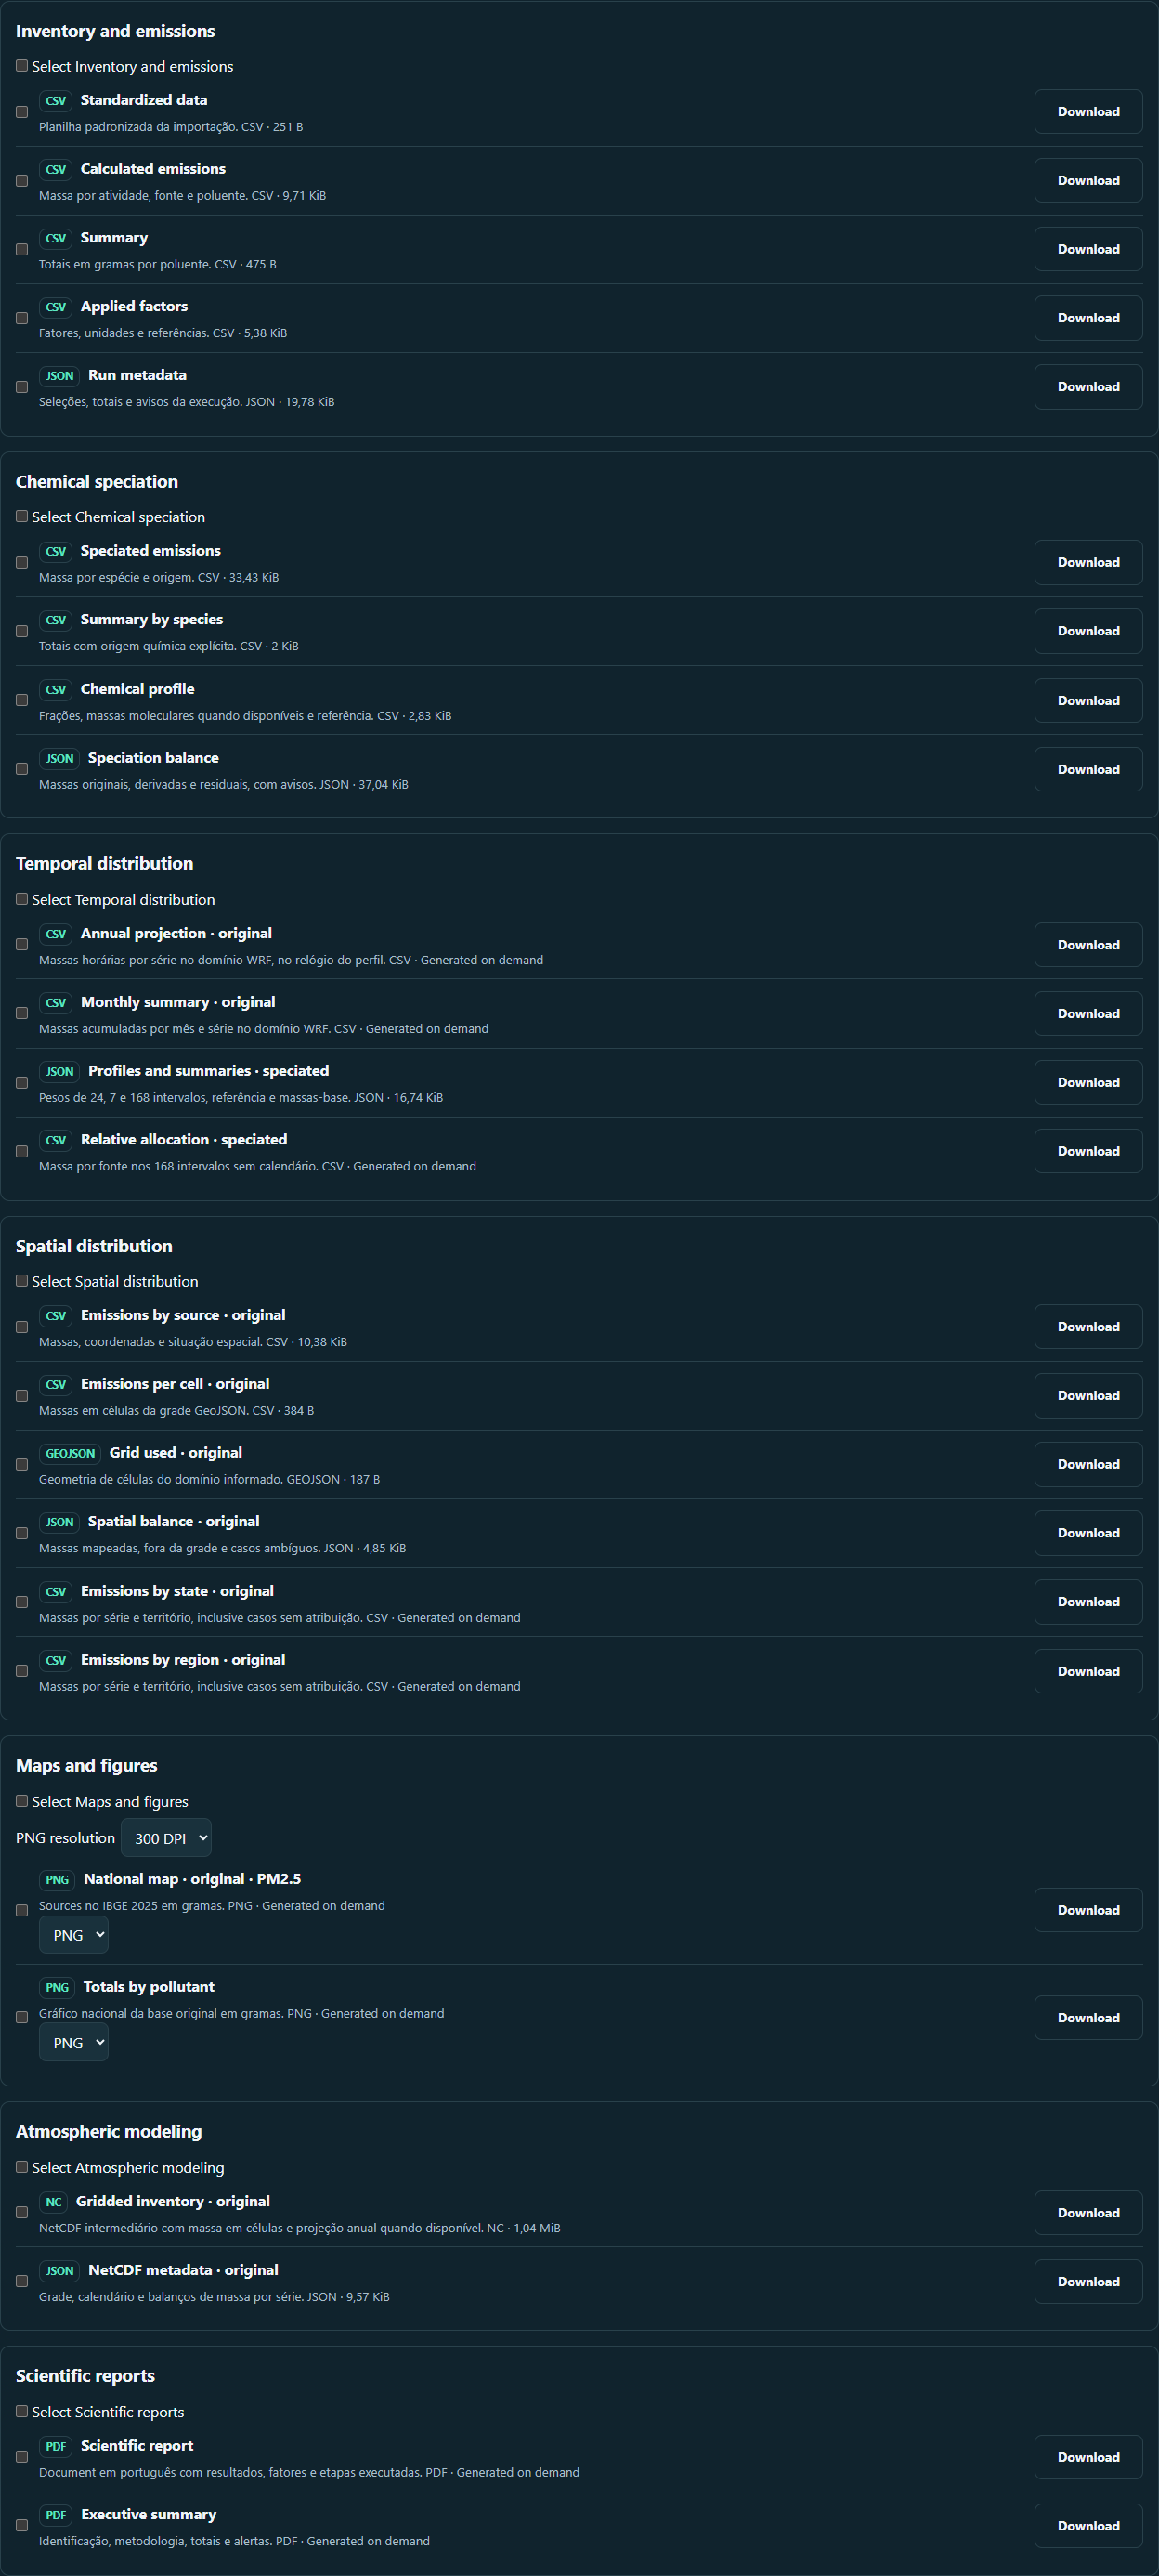 Inventory and emissions
Select Inventory and emissions
CSV Standardized data
Planilha padronizada da importação. CSV · 251 B
Download
CSV Calculated emissions
Massa por atividade, fonte e poluente. CSV · 9,71 KiB
Download
CSV Summary
Totais em gramas por poluente. CSV · 475 B
Download
CSV Applied factors
Fatores, unidades e referências. CSV · 5,38 KiB
Download
JSON Run metadata
Seleções, totais e avisos da execução. JSON · 19,78 KiB
Download
Chemical speciation
Select Chemical speciation
CSV Speciated emissions
Massa por espécie e origem. CSV · 33,43 KiB
Download
CSV Summary by species
Totais com origem química explícita. CSV · 2 KiB
Download
CSV Chemical profile
Frações, massas moleculares quando disponíveis e referência. CSV · 2,83 KiB
Download
JSON Speciation balance
Massas originais, derivadas e residuais, com avisos. JSON · 37,04 KiB
Download
Temporal distribution
Select Temporal distribution
CSV Annual projection · original
Massas horárias por série no domínio WRF, no relógio do perfil. CSV · Generated on demand
Download
CSV Monthly summary · original
Massas acumuladas por mês e série no domínio WRF. CSV · Generated on demand
Download
JSON Profiles and summaries · speciated
Pesos de 24, 7 e 168 intervalos, referência e massas-base. JSON · 16,74 KiB
Download
CSV Relative allocation · speciated
Massa por fonte nos 168 intervalos sem calendário. CSV · Generated on demand
Download
Spatial distribution
Select Spatial distribution
CSV Emissions by source · original
Massas, coordenadas e situação espacial. CSV · 10,38 KiB
Download
CSV Emissions per cell · original
Massas em células da grade GeoJSON. CSV · 384 B
Download
GEOJSON Grid used · original
Geometria de células do domínio informado. GEOJSON · 187 B
Download
JSON Spatial balance · original
Massas mapeadas, fora da grade e casos ambíguos. JSON · 4,85 KiB
Download
CSV Emissions by state · original
Massas por série e território, inclusive casos sem atribuição. CSV · Generated on demand
Download
CSV Emissions by region · original
Massas por série e território, inclusive casos sem atribuição. CSV · Generated on demand
Download
Maps and figures
Select Maps and figures
PNG resolution 300 DPI
PNG National map · original · PM2.5
Sources no IBGE 2025 em gramas. PNG · Generated on demand
PNG
Download
PNG Totals by pollutant
Gráfico nacional da base original em gramas. PNG · Generated on demand
PNG
Download
Atmospheric modeling
Select Atmospheric modeling
NC Gridded inventory · original
NetCDF intermediário com massa em células e projeção anual quando disponível. NC · 1,04 MiB
Download
JSON NetCDF metadata · original
Grade, calendário e balanços de massa por série. JSON · 9,57 KiB
Download
Scientific reports
Select Scientific reports
PDF Scientific report
Document em português com resultados, fatores e etapas executadas. PDF · Generated on demand
Download
PDF Executive summary
Identificação, metodologia, totais e alertas. PDF · Generated on demand
Download